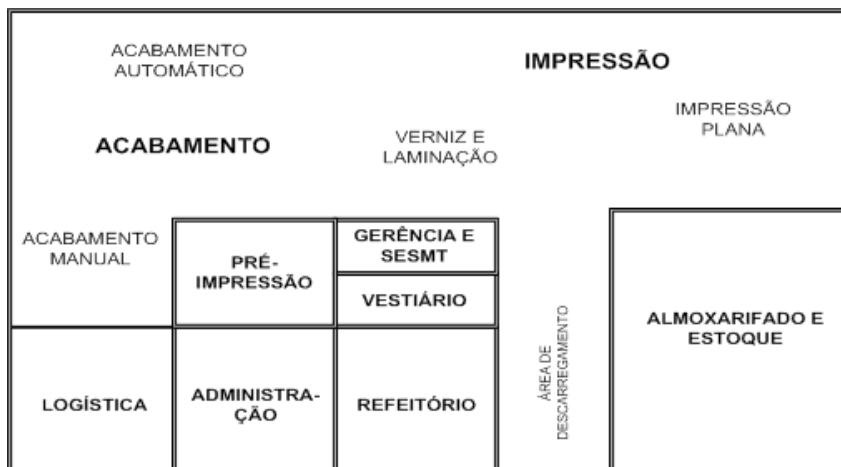 ACABAMENTO
AUTOMÁTICO
IMPRESSÃO
IMPRESSÃO
PLANA
ACABAMENTO
VERNIZ E
LAMINAÇÃO
ACABAMENTO
MANUAL
PRÉ-
IMPRESSÃO
GERÊNCIA E
SESMT
VESTIÁRIO
ALMOXARIFADO E
ESTOQUE
ÁREA DE
DESCARREGAMENTO
LOGÍSTICA
ADMINISTRA-
ÇÃO
REFEITÓRIO